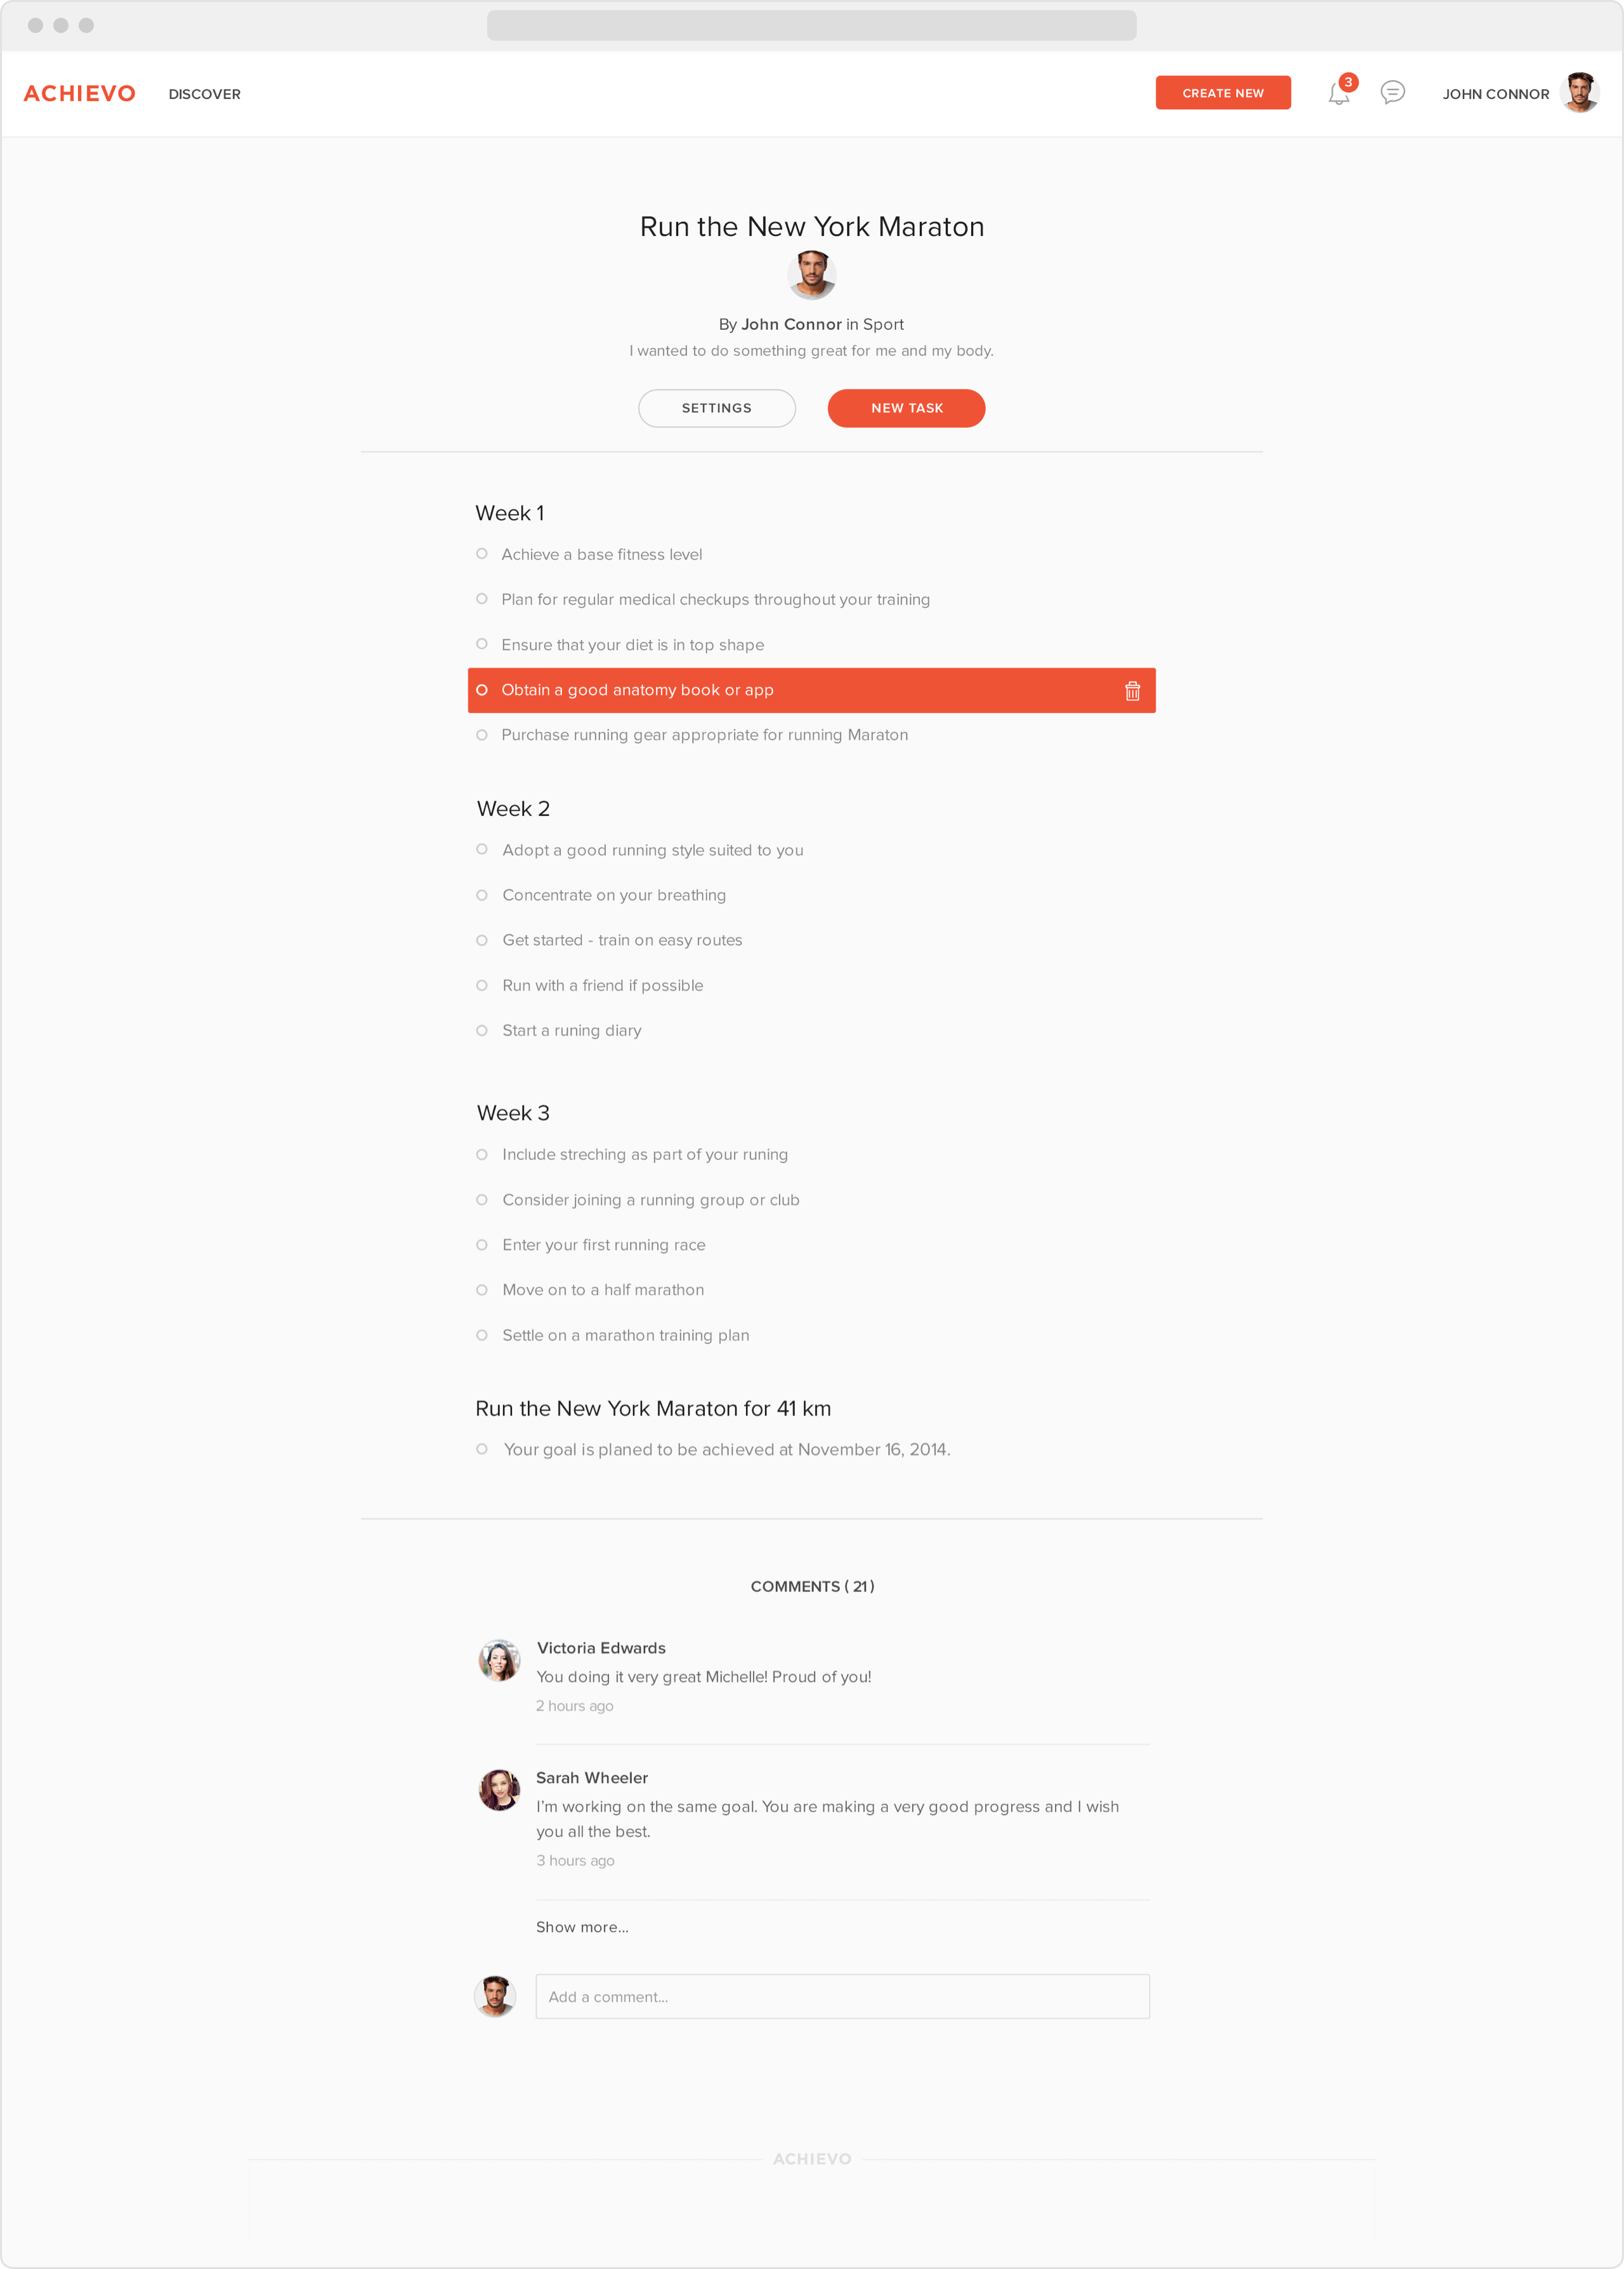 ACHIEVO DISCOVER CREATE NEW 3 JOHN CONNOR
Run the New York Maraton
By John Connor in Sport
I wanted to do something great for me and my body.
SETTINGS NEW TASK
Week 1
Achieve a base fitness level
Plan for regular medical checkups throughout your training
Ensure that your diet is in top shape
Obtain a good anatomy book or app
Purchase running gear appropriate for running Maraton
Week 2
Adopt a good running style suited to you
Concentrate on your breathing
Get started - train on easy routes
Run with a friend if possible
Start a runing diary
Week 3
Include streching as part of your runing
Consider joining a running group or club
Enter your first running race
Move on to a half marathon
Settle on a marathon training plan
Run the New York Maraton for 41 km
Your goal is planed to be achieved at November 16, 2014.
COMMENTS ( 21 )
Victoria Edwards
You doing it very great Michelle! Proud of you!
2 hours ago
Sarah Wheeler
I'm working on the same goal. You are making a very good progress and I wish
you all the best.
3 hours ago
Show more...
Add a comment...
ACHIEVO